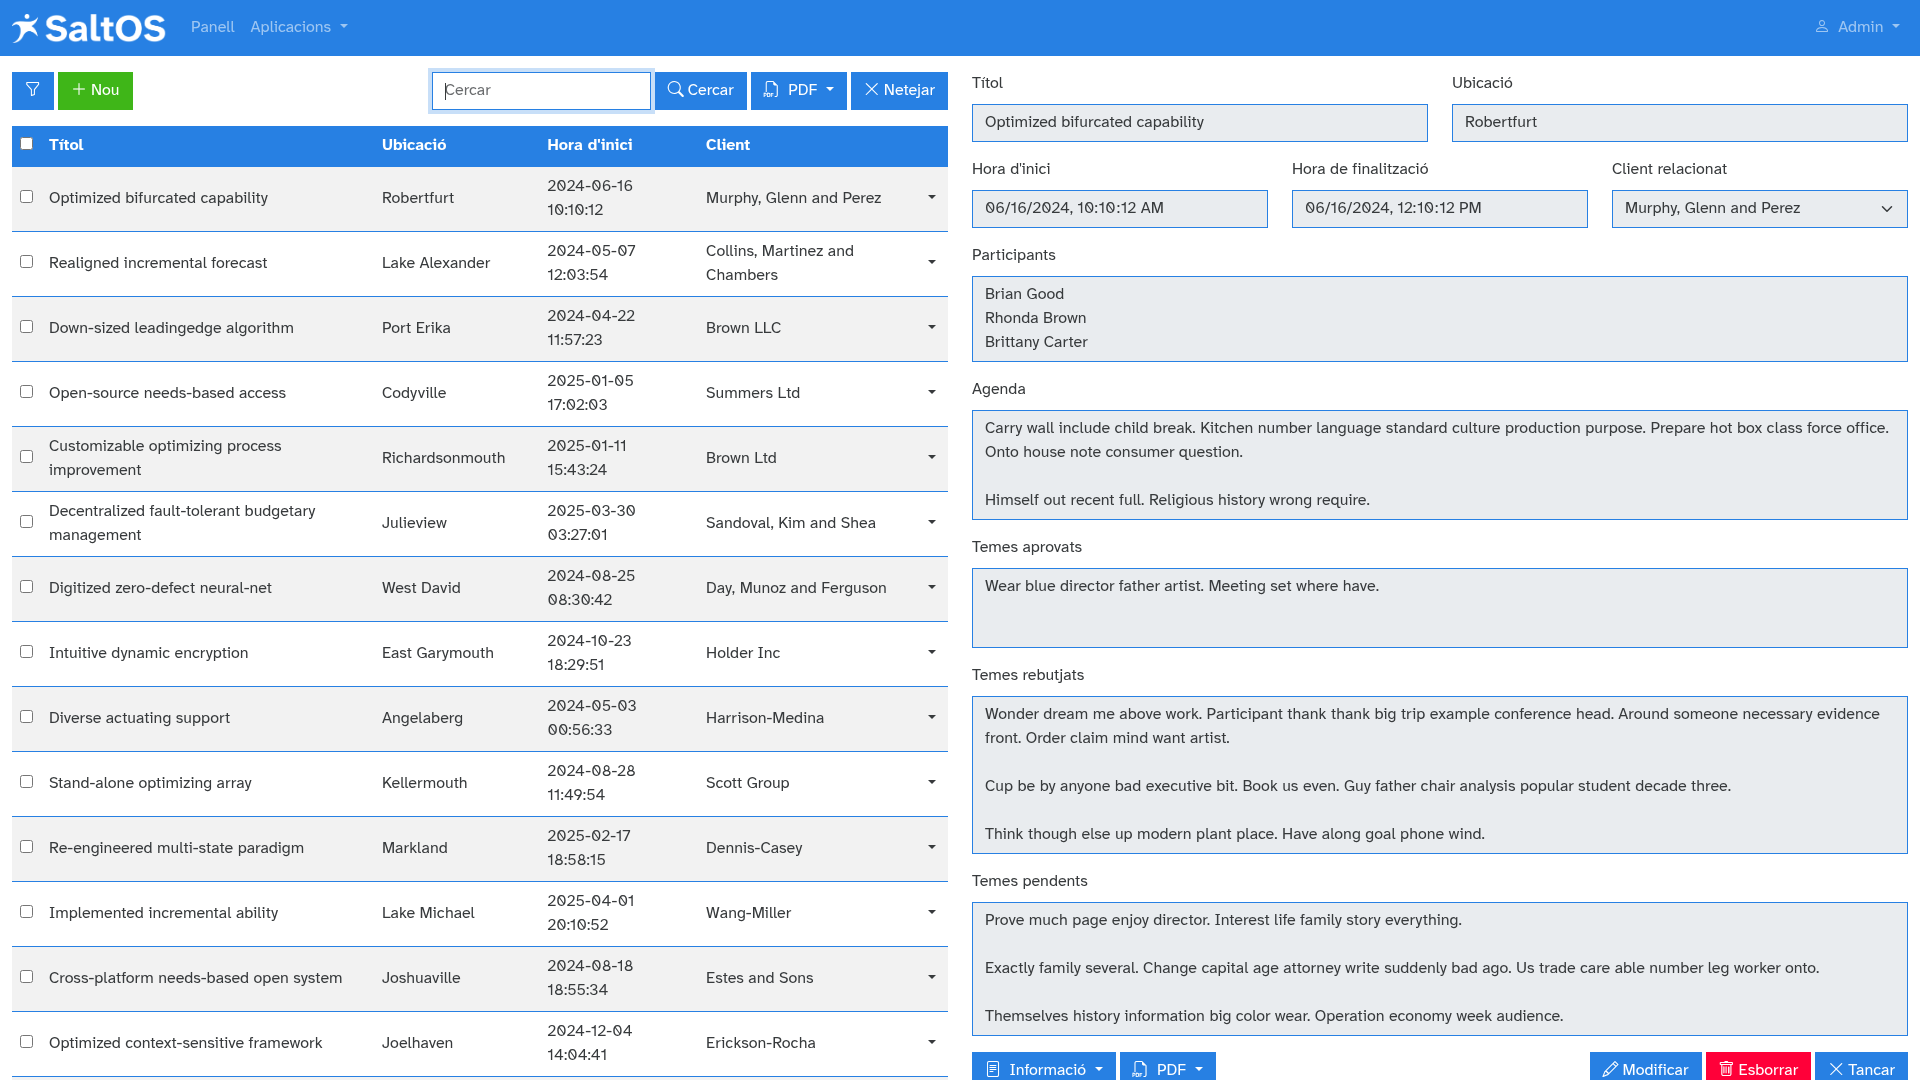 SaltOS Panell Aplicacions Admin
Nou Cercar Cercar PDF Netejar
Títol Ubicació Hora d'inici Client
Optimized bifurcated capability Robertfurt 2024-06-16 10:10:12 Murphy, Glenn and Perez
Realigned incremental forecast Lake Alexander 2024-05-07 12:03:54 Collins, Martinez and Chambers
Down-sized leadingedge algorithm Port Erika 2024-04-22 11:57:23 Brown LLC
Open-source needs-based access Codyville 2025-01-05 17:02:03 Summers Ltd
Customizable optimizing process improvement Richardsonmouth 2025-01-11 15:43:24 Brown Ltd
Decentralized fault-tolerant budgetary management Julieview 2025-03-30 03:27:01 Sandoval, Kim and Shea
Digitized zero-defect neural-net West David 2024-08-25 08:30:42 Day, Munoz and Ferguson
Intuitive dynamic encryption East Garymouth 2024-10-23 18:29:51 Holder Inc
Diverse actuating support Angelaberg 2024-05-03 00:56:33 Harrison-Medina
Stand-alone optimizing array Kellermouth 2024-08-28 11:49:54 Scott Group
Re-engineered multi-state paradigm Markland 2025-02-17 18:58:15 Dennis-Casey
Implemented incremental ability Lake Michael 2025-04-01 20:10:52 Wang-Miller
Cross-platform needs-based open system Joshuaville 2024-08-18 18:55:34 Estes and Sons
Optimized context-sensitive framework Joelhaven 2024-12-04 14:04:41 Erickson-Rocha
Títol Ubicació
Optimized bifurcated capability Robertfurt
Hora d'inici Hora de finalització Client relacionat
06/16/2024, 10:10:12 AM 06/16/2024, 12:10:12 PM Murphy, Glenn and Perez
Participants
Brian Good
Rhonda Brown
Brittany Carter
Agenda
Carry wall include child break. Kitchen number language standard culture production purpose. Prepare hot box class force office.
Onto house note consumer question.
Himself out recent full. Religious history wrong require.
Temes aprovats
Wear blue director father artist. Meeting set where have.
Temes rebutjats
Wonder dream me above work. Participant thank thank big trip example conference head. Around someone necessary evidence
front. Order claim mind want artist.
Cup be by anyone bad executive bit. Book us even. Guy father chair analysis popular student decade three.
Think though else up modern plant place. Have along goal phone wind.
Temes pendents
Prove much page enjoy director. Interest life family story everything.
Exactly family several. Change capital age attorney write suddenly bad ago. Us trade care able number leg worker onto.
Themselves history information big color wear. Operation economy week audience.
Informació PDF Modificar Esborrar Tancar